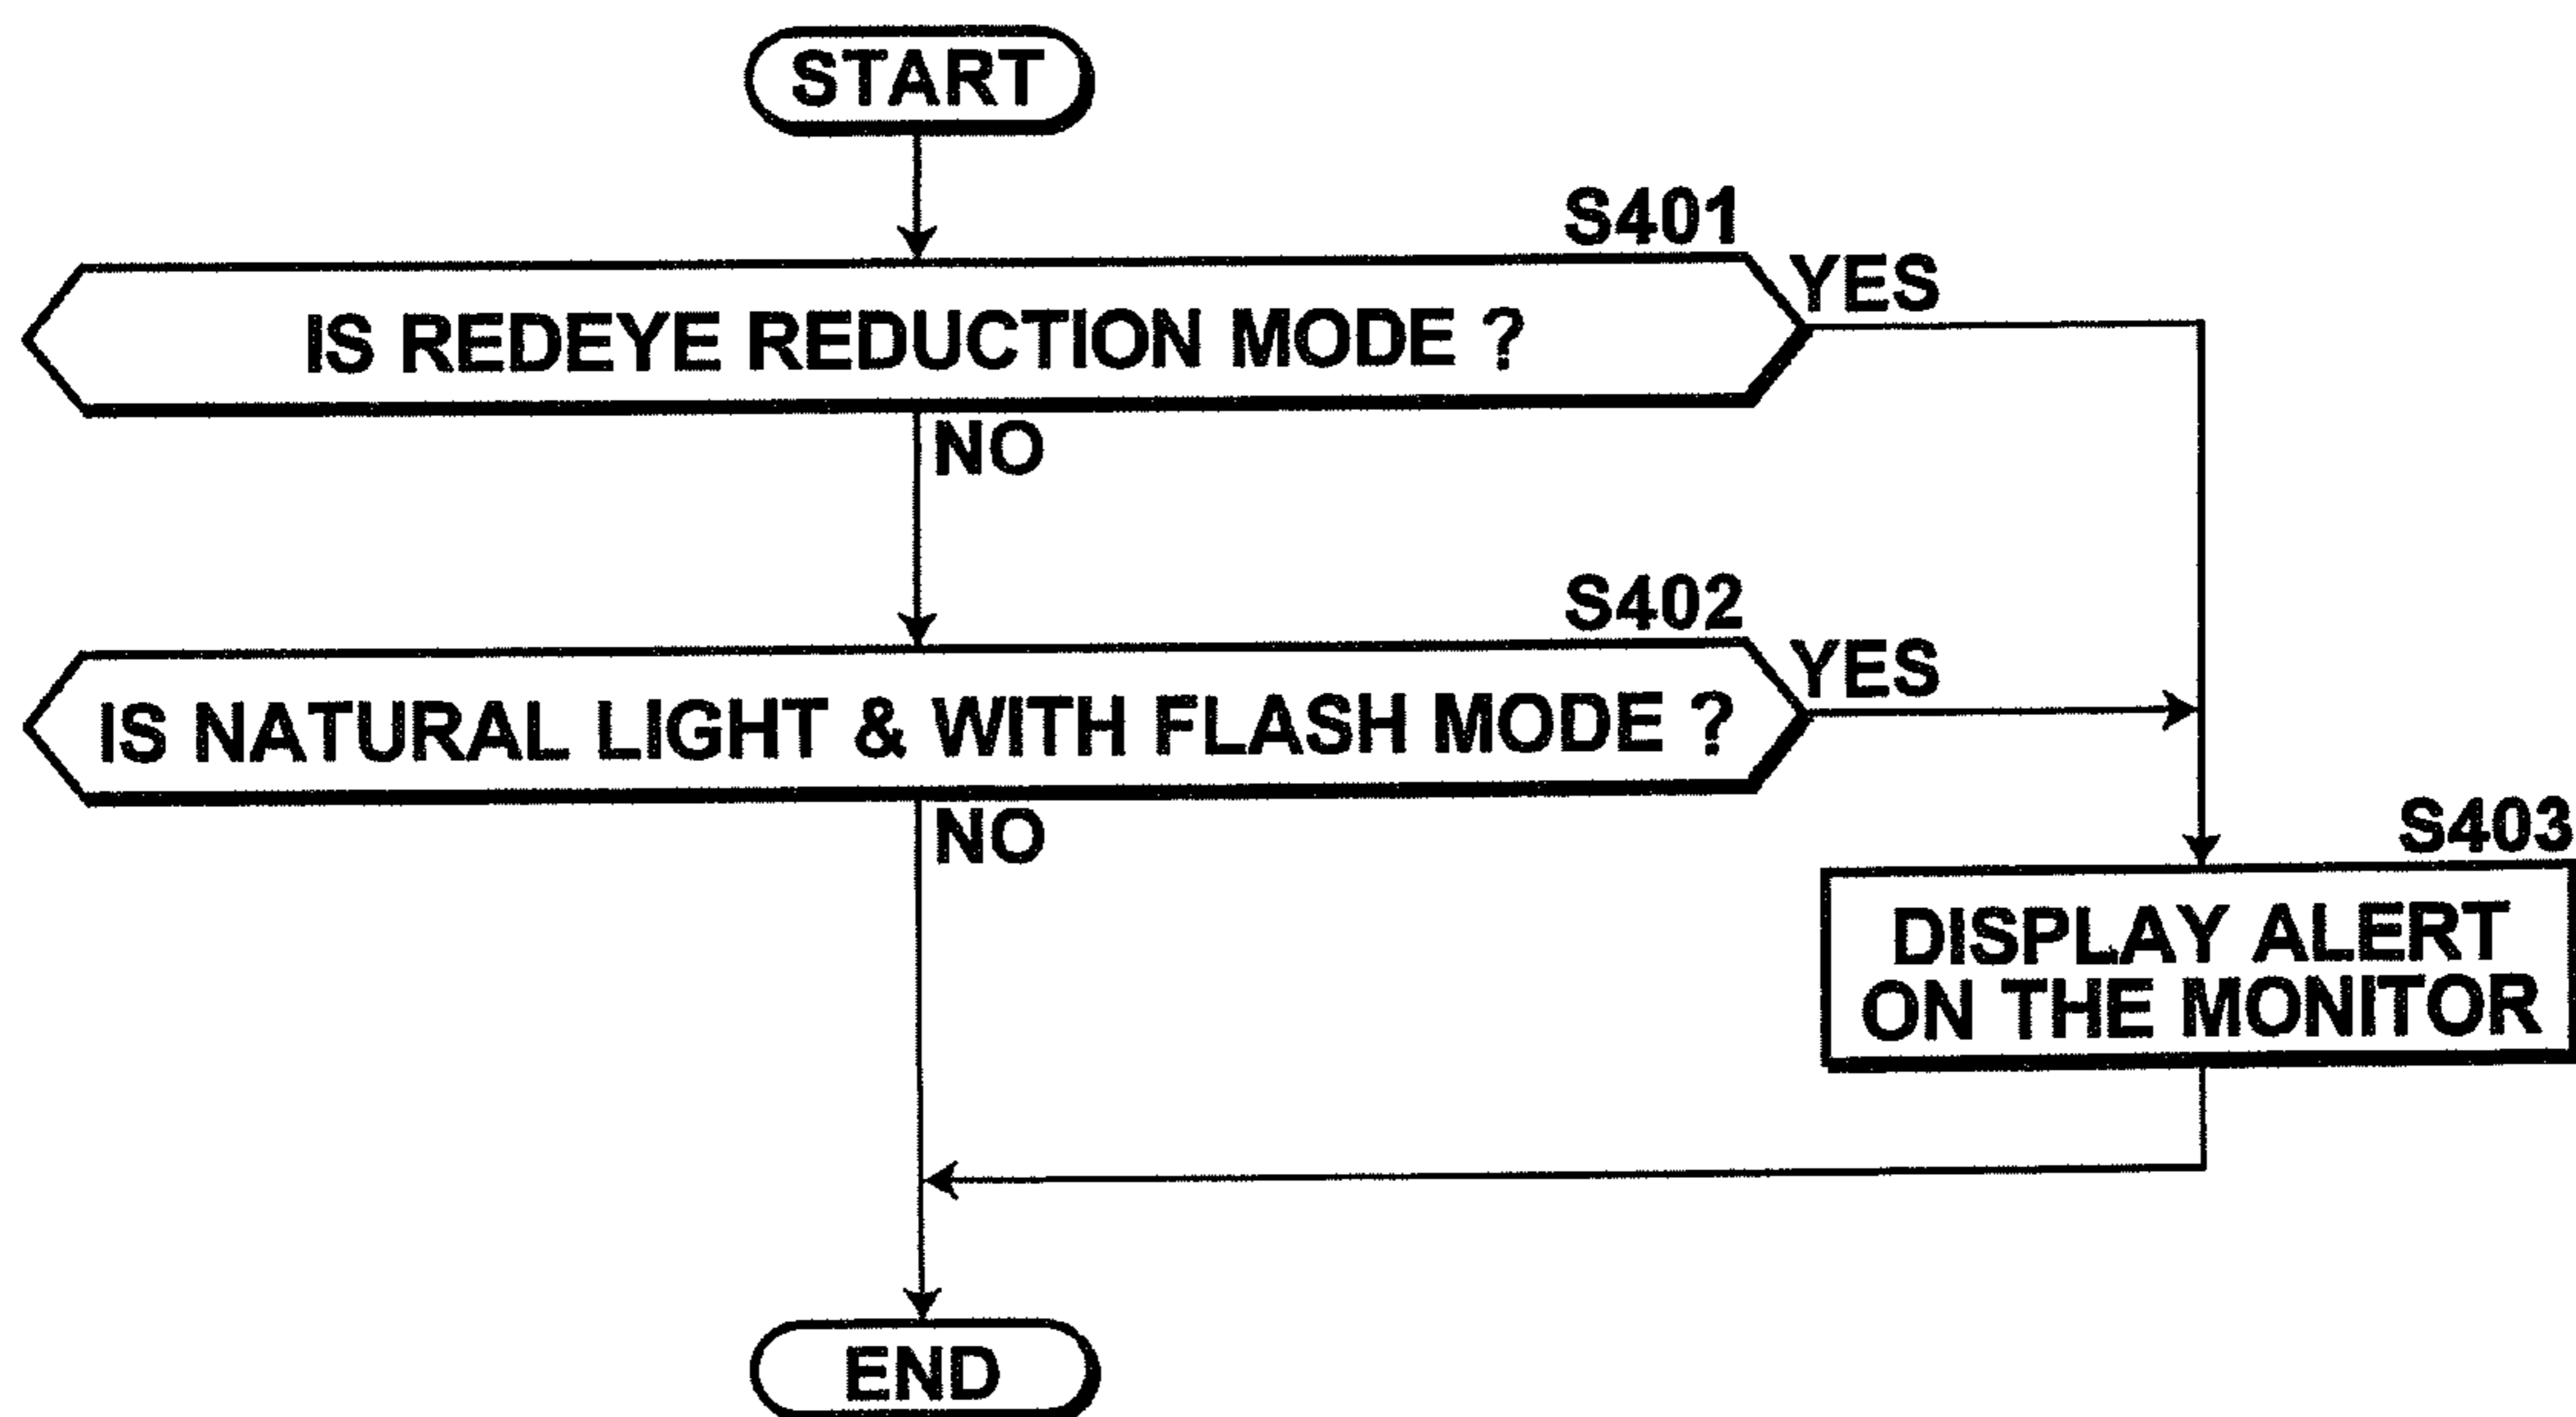 START
S401
IS REDEYE REDUCTION MODE ?
YES
NO
S402
IS NATURAL LIGHT & WITH FLASH MODE ?
YES
NO
S403
DISPLAY ALERT
ON THE MONITOR
END